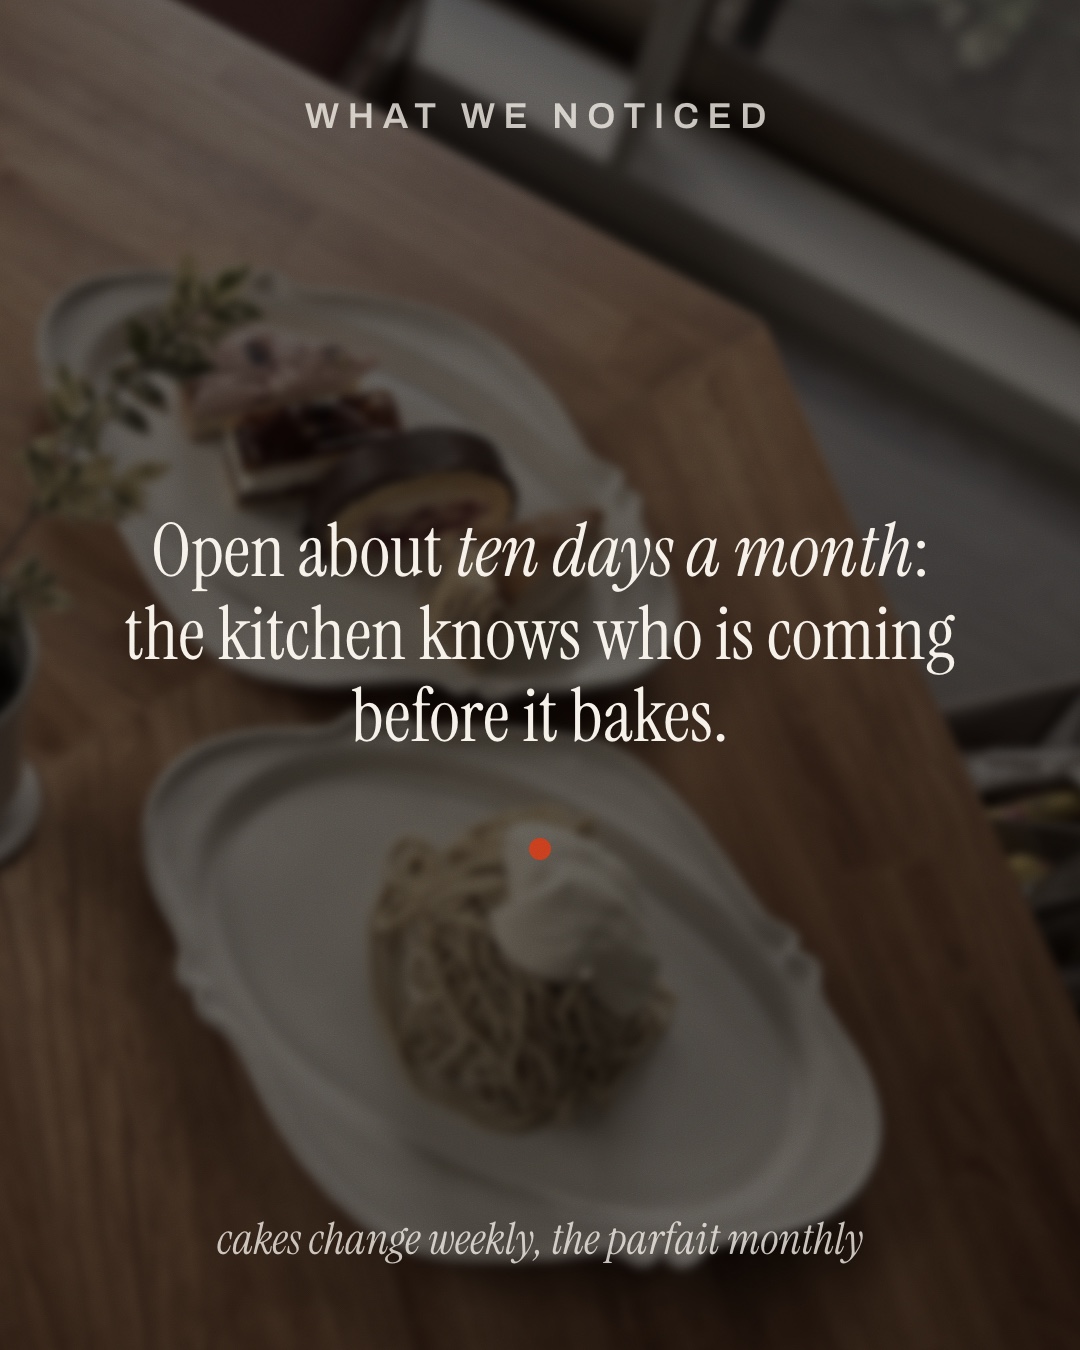 WHAT WE NOTICED
Open about ten days a month:
the kitchen knows who is coming
before it bakes.
cakes change weekly, the parfait monthly